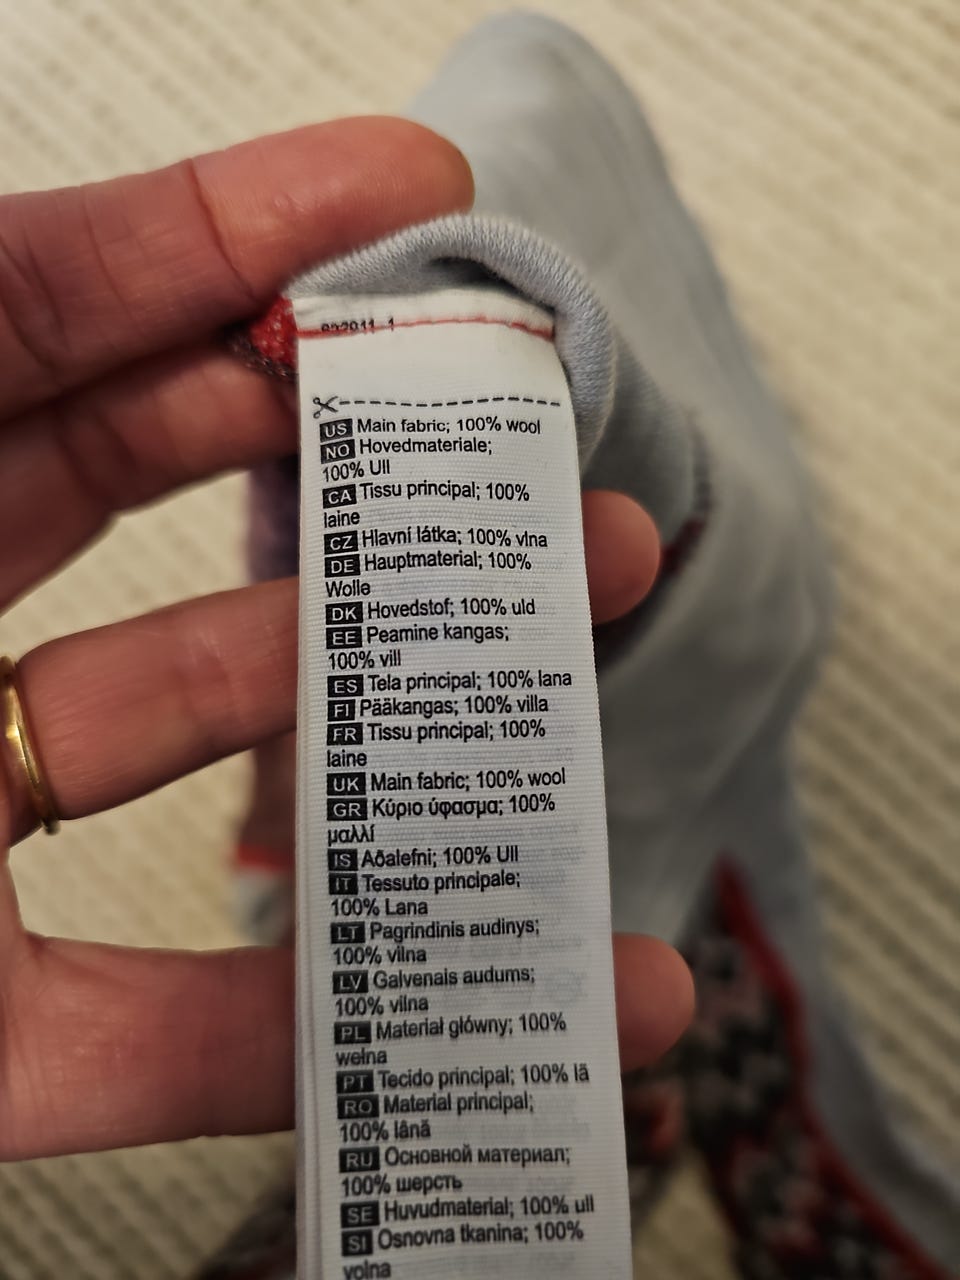 US Main fabric; 100% wool
NO Hovedmateriale;
100% Ull
CA Tissu principal; 100%
laine
CZ Hlavní látka; 100% vlna
DE Hauptmaterial; 100%
Wolle
DK Hovedstof; 100% uld
EE Peamine kangas;
100% vill
ES Tela principal; 100% lana
FI Pääkangas; 100% villa
FR Tissu principal; 100%
laine
UK Main fabric; 100% wool
GR Κύριο ύφασμα; 100%
μαλλί
IS Aðalefni; 100% Ull
IT Tessuto principale;
100% Lana
LT Pagrindinis audinys;
100% vilna
LV Galvenais audums;
100% vilna
PL Materiał główny; 100%
wełna
PT Tecido principal; 100% lã
RO Material principal;
100% lână
RU Основной материал;
100% шерсть
SE Huvudmaterial; 100% ull
SI Osnovna tkanina; 100%
volna